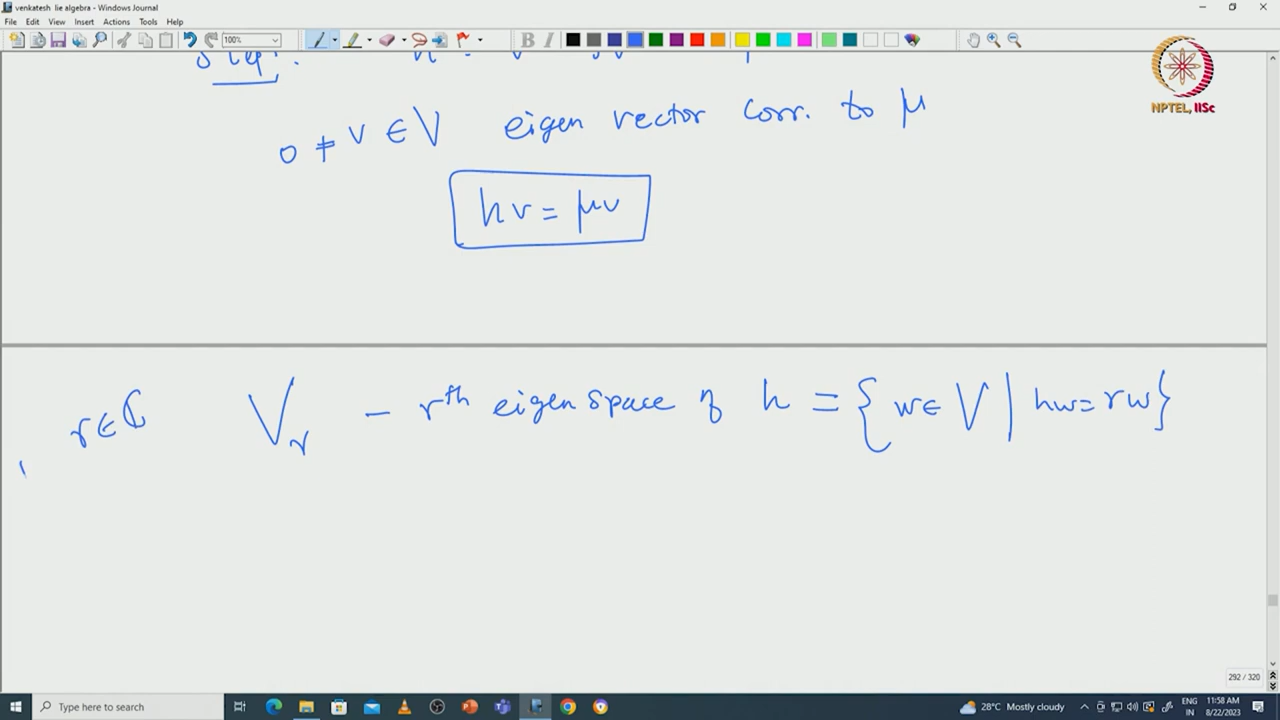 venkatesh lie algebra - Windows Journal
File Edit View Insert Actions Tools Help
100%
NPTEL, IISc
0 ≠ v ∈ V eigen vector corr. to μ
hv = μv
r ∈ ℂ V_r - r^th eigen space of h = { w ∈ V | hw = rw }
292 / 320
Type here to search
28°C Mostly cloudy
ENG
IN
11:58 AM
8/22/2023